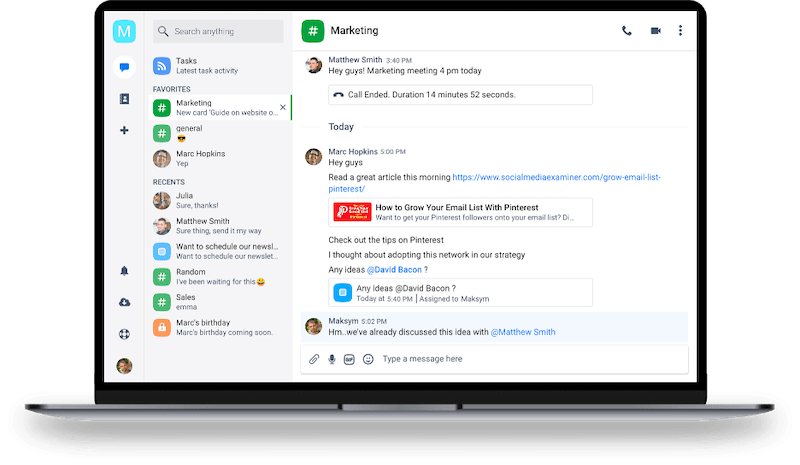 M
Search anything
Tasks
Latest task activity
FAVORITES
Marketing
New card 'Guide on website o...
general
Marc Hopkins
Yep
RECENTS
Julia
Sure, thanks!
Matthew Smith
Sure thing, send it my way
Want to schedule our newsl...
Want to schedule our newslet...
Random
I've been waiting for this😀
Sales
emma
Marc's birthday
Marc's birthday coming soon.
# Marketing
Matthew Smith 3:40 PM
Hey guys! Marketing meeting 4 pm today
Call Ended. Duration 14 minutes 52 seconds.
Today
Marc Hopkins 5:00 PM
Hey guys
Read a great article this morning https://www.socialmediaexaminer.com/grow-email-list-
pinterest/
How to Grow Your Email List With Pinterest
Want to get your Pinterest followers onto your email list? Di...
Check out the tips on Pinterest
I thought about adopting this network in our strategy
Any ideas @David Bacon ?
Any ideas @David Bacon ?
Today at 5:40 PM | Assigned to Maksym
Maksym 5:02 PM
Hm..we've already discussed this idea with @Matthew Smith
GIF
Type a message here